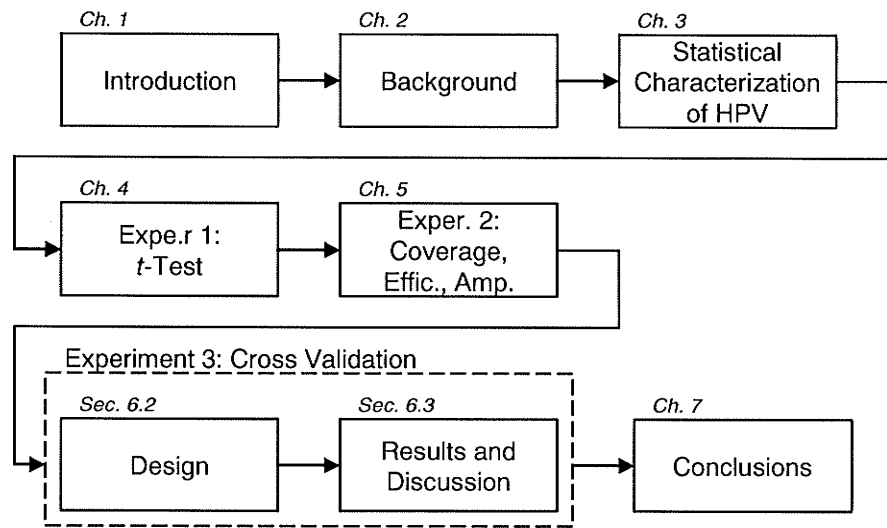 Ch. 1
Introduction
Ch. 2
Background
Ch. 3
Statistical
Characterization
of HPV
Ch. 4
Expe.r 1:
t-Test
Ch. 5
Exper. 2:
Coverage,
Effic., Amp.
Experiment 3: Cross Validation
Sec. 6.2
Design
Sec. 6.3
Results and
Discussion
Ch. 7
Conclusions